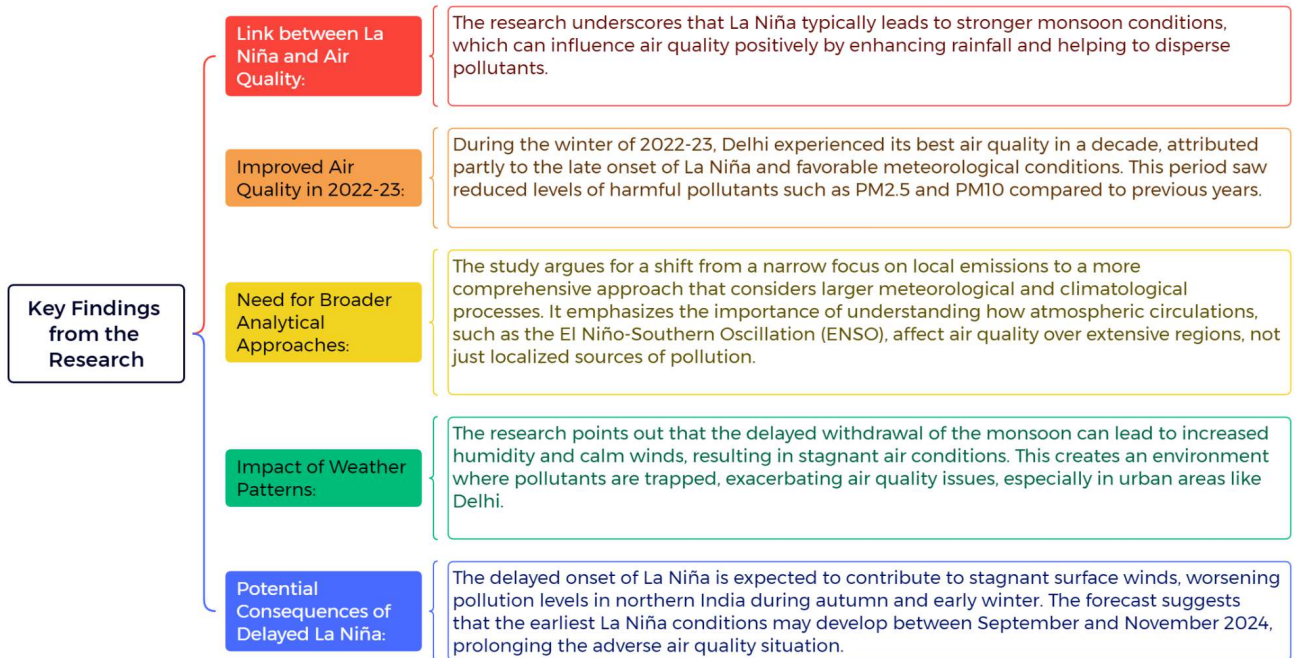 Key Findings
from the
Research
Link between La
Niña and Air
Quality:
The research underscores that La Niña typically leads to stronger monsoon conditions,
which can influence air quality positively by enhancing rainfall and helping to disperse
pollutants.
Improved Air
Quality in 2022-23:
During the winter of 2022-23, Delhi experienced its best air quality in a decade, attributed
partly to the late onset of La Niña and favorable meteorological conditions. This period saw
reduced levels of harmful pollutants such as PM2.5 and PM10 compared to previous years.
Need for Broader
Analytical
Approaches:
The study argues for a shift from a narrow focus on local emissions to a more
comprehensive approach that considers larger meteorological and climatological
processes. It emphasizes the importance of understanding how atmospheric circulations,
such as the El Niño-Southern Oscillation (ENSO), affect air quality over extensive regions, not
just localized sources of pollution.
Impact of Weather
Patterns:
The research points out that the delayed withdrawal of the monsoon can lead to increased
humidity and calm winds, resulting in stagnant air conditions. This creates an environment
where pollutants are trapped, exacerbating air quality issues, especially in urban areas like
Delhi.
Potential
Consequences of
Delayed La Niña:
The delayed onset of La Niña is expected to contribute to stagnant surface winds, worsening
pollution levels in northern India during autumn and early winter. The forecast suggests
that the earliest La Niña conditions may develop between September and November 2024,
prolonging the adverse air quality situation.